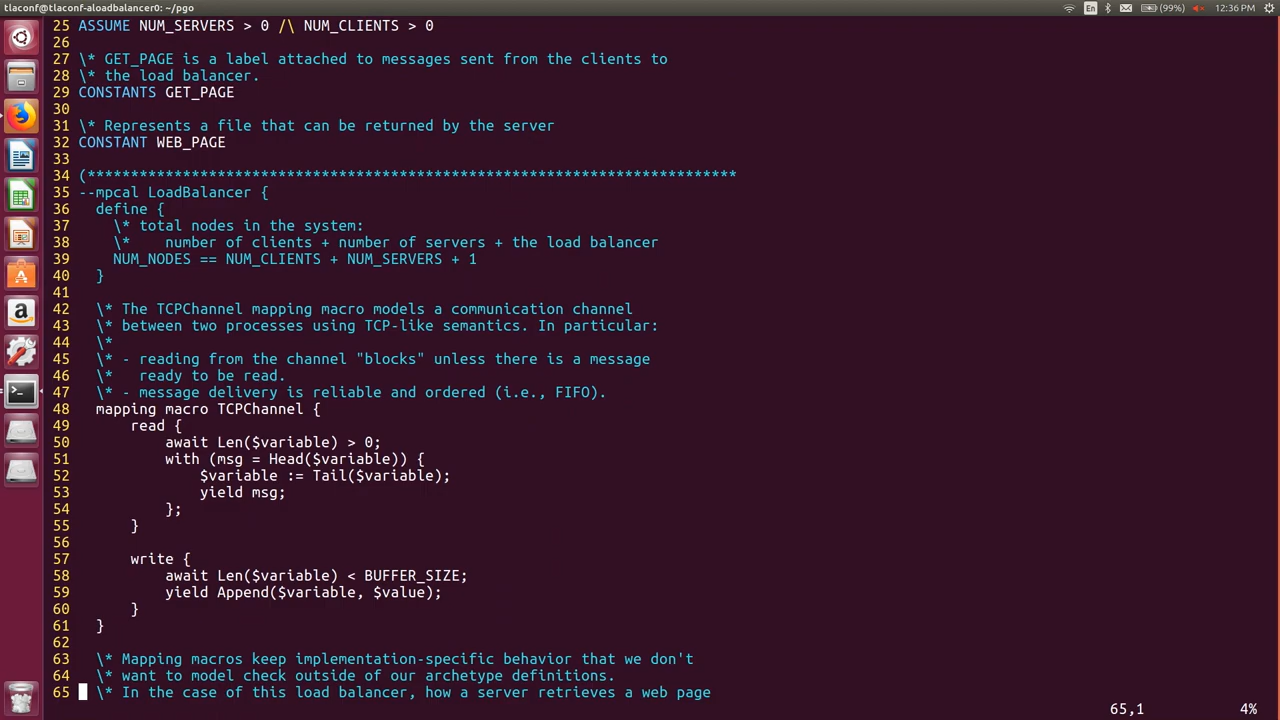 tlaconf@tlaconf-aloadbalancer0: ~/pgo
En (99%) 12:36 PM
25 ASSUME NUM_SERVERS > 0 /\ NUM_CLIENTS > 0
26
27 \* GET_PAGE is a label attached to messages sent from the clients to
28 \* the load balancer.
29 CONSTANTS GET_PAGE
30
31 \* Represents a file that can be returned by the server
32 CONSTANT WEB_PAGE
33
34 (***************************************************************************
35 --mpcal LoadBalancer {
36   define {
37     \* total nodes in the system:
38     \*    number of clients + number of servers + the load balancer
39     NUM_NODES == NUM_CLIENTS + NUM_SERVERS + 1
40   }
41
42   \* The TCPChannel mapping macro models a communication channel
43   \* between two processes using TCP-like semantics. In particular:
44   \*
45   \* - reading from the channel "blocks" unless there is a message
46   \*   ready to be read.
47   \* - message delivery is reliable and ordered (i.e., FIFO).
48   mapping macro TCPChannel {
49       read {
50           await Len($variable) > 0;
51           with (msg = Head($variable)) {
52               $variable := Tail($variable);
53               yield msg;
54           };
55       }
56
57       write {
58           await Len($variable) < BUFFER_SIZE;
59           yield Append($variable, $value);
60       }
61   }
62
63   \* Mapping macros keep implementation-specific behavior that we don't
64   \* want to model check outside of our archetype definitions.
65   \* In the case of this load balancer, how a server retrieves a web page
65,1 4%